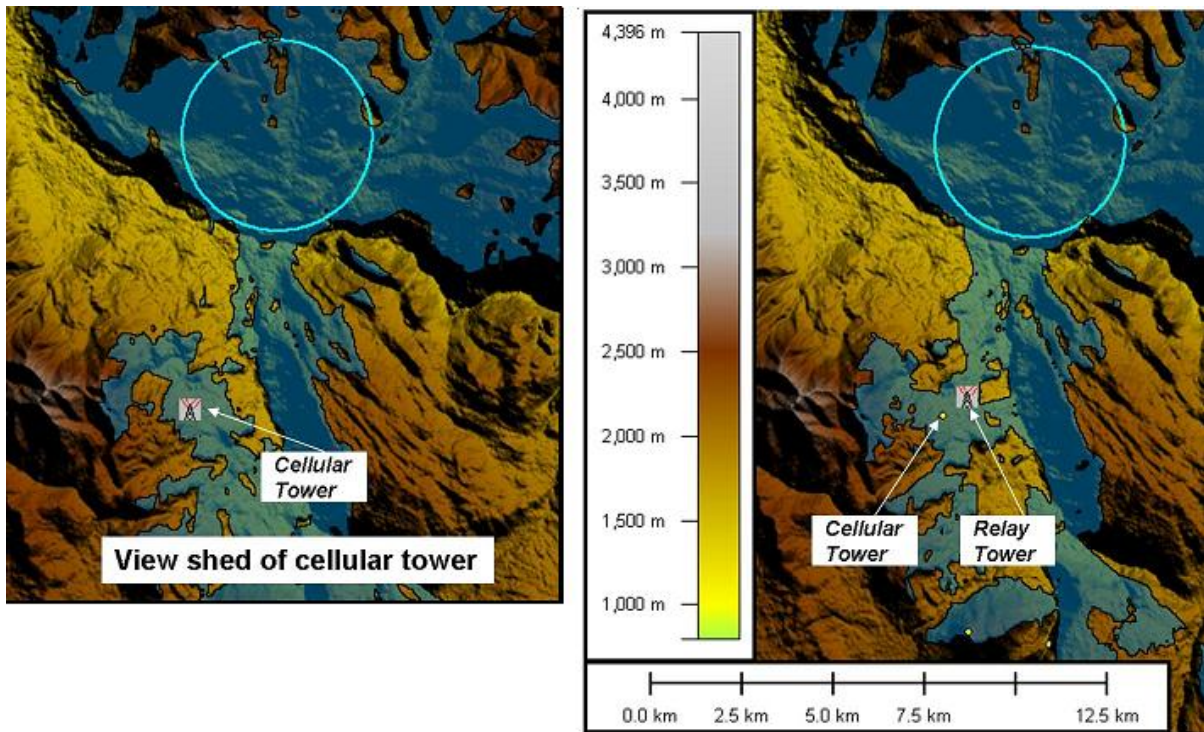 Cellular
Tower
View shed of cellular tower
4,396 m
4,000 m
3,500 m
3,000 m
2,500 m
2,000 m
1,500 m
1,000 m
Cellular
Tower
Relay
Tower
0.0 km 2.5 km 5.0 km 7.5 km 12.5 km